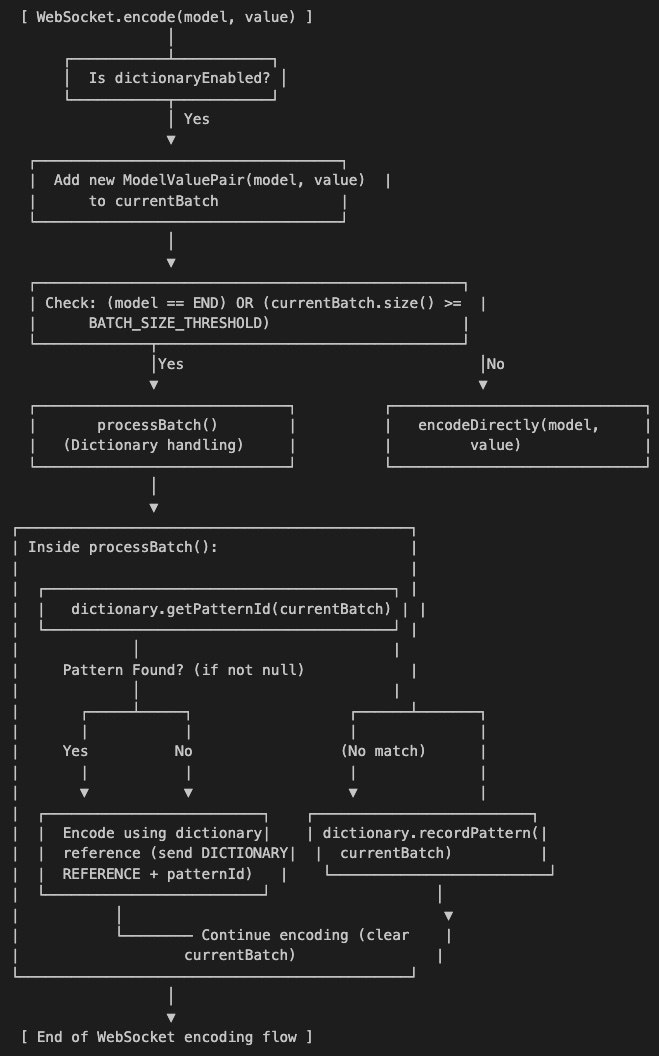 [ WebSocket.encode(model, value) ]
Is dictionaryEnabled?
Yes
Add new ModelValuePair(model, value)
to currentBatch
Check: (model == END) OR (currentBatch.size() >=
BATCH_SIZE_THRESHOLD)
Yes
No
processBatch()
(Dictionary handling)
encodeDirectly(model,
value)
Inside processBatch():
dictionary.getPatternId(currentBatch)
Pattern Found? (if not null)
Yes
No
(No match)
Encode using dictionary
reference (send DICTIONARY
REFERENCE + patternId)
dictionary.recordPattern(
currentBatch)
Continue encoding (clear
currentBatch)
[ End of WebSocket encoding flow ]